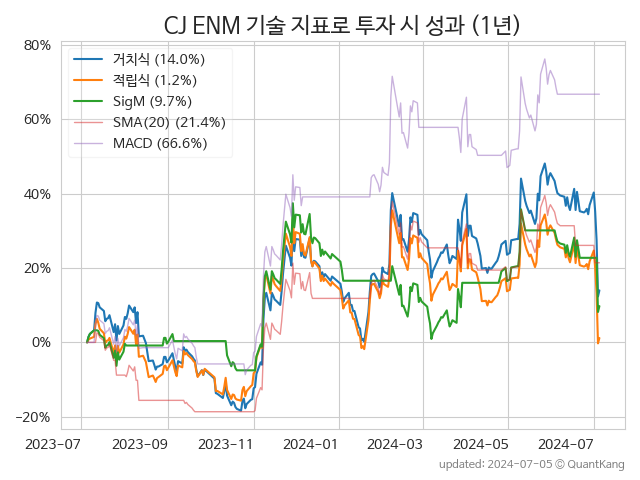 CJ ENM 기술 지표로 투자 시 성과 (1년)
80%
60%
40%
20%
0%
−20%
거치식 (14.0%)
적립식 (1.2%)
SigM (9.7%)
SMA(20) (21.4%)
MACD (66.6%)
2023-07 2023-09 2023-11 2024-01 2024-03 2024-05 2024-07
updated: 2024-07-05 © QuantKang